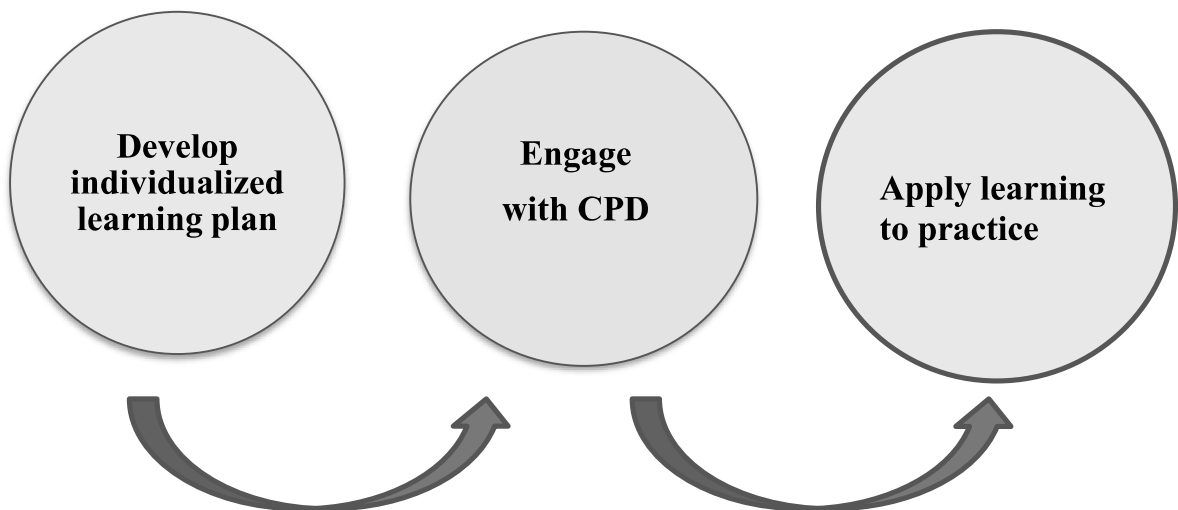 Develop
individualized
learning plan
Engage
with CPD
Apply learning
to practice